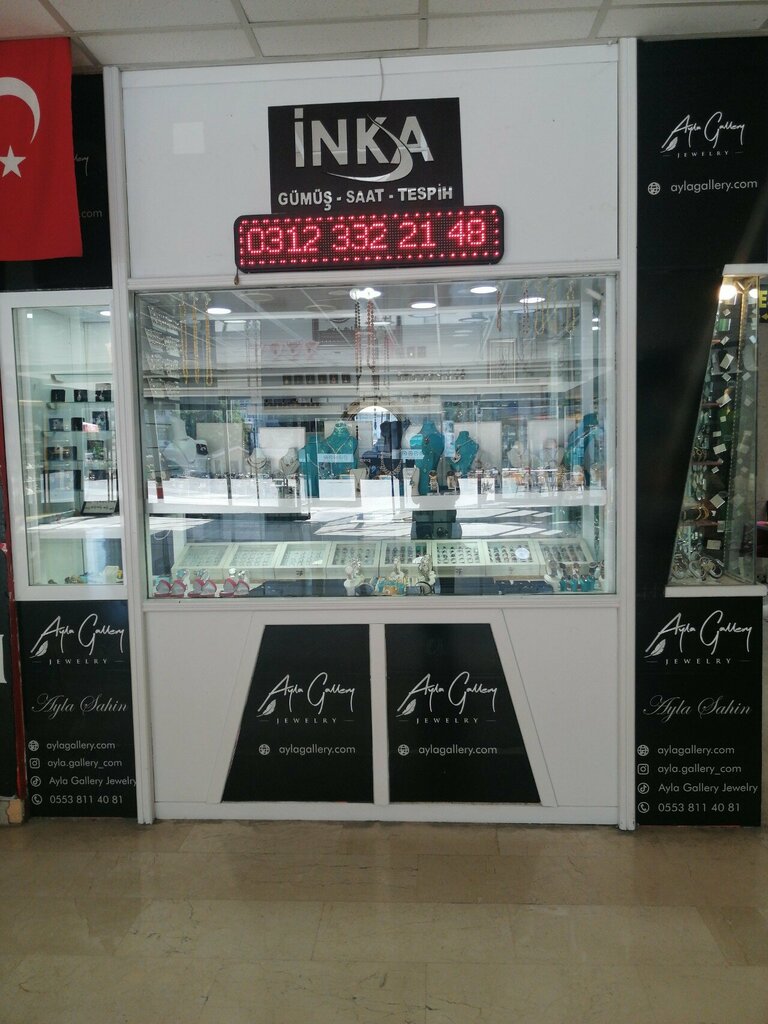 İNKA
GÜMÜŞ - SAAT - TESPİH
0312 332 21 48
Ayla Gallery
JEWELRY
aylagallery.com
Ayla Gallery
JEWELRY
Ayla Sahin
aylagallery.com
ayla.gallery_com
Ayla Gallery Jewelry
0553 811 40 81
Ayla Gallery
JEWELRY
aylagallery.com
Ayla Gallery
JEWELRY
aylagallery.com
Ayla Gallery
JEWELRY
Ayla Sahin
aylagallery.com
ayla.gallery_com
Ayla Gallery Jewelry
0553 811 40 81